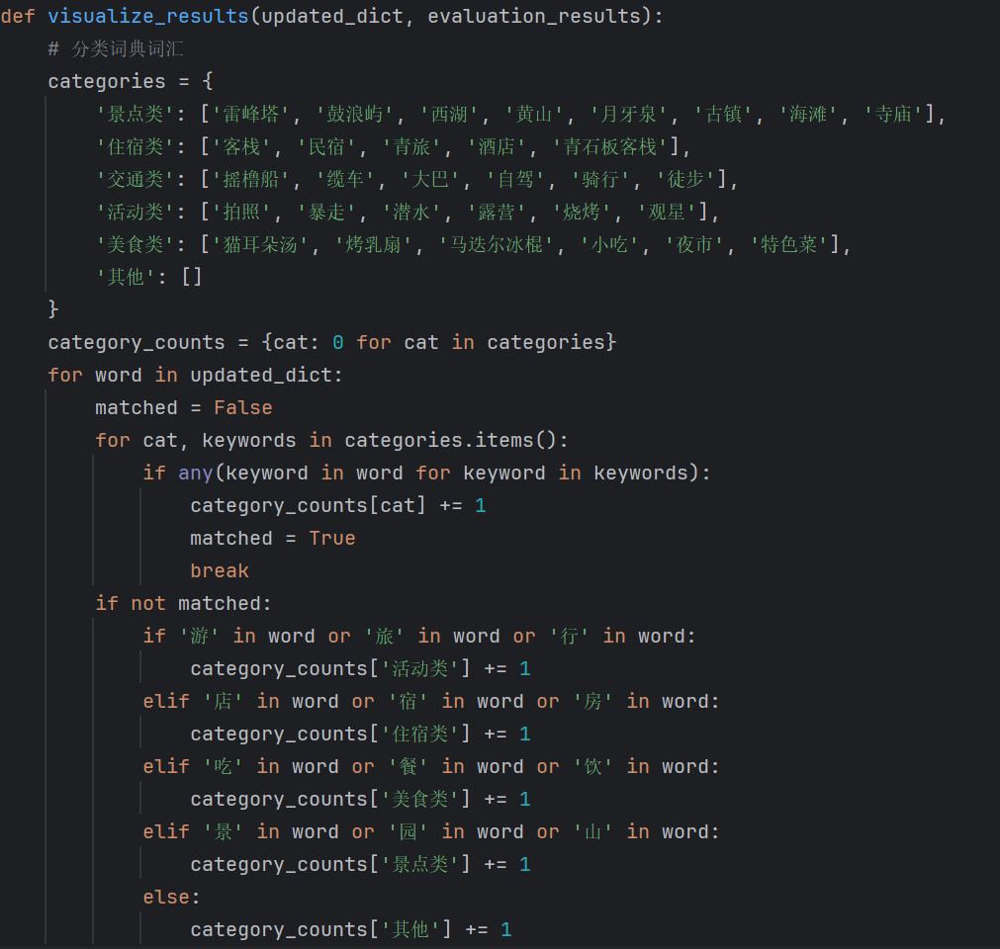 def visualize_results(updated_dict, evaluation_results):
    # 分类词典词汇
    categories = {
        '景点类': ['雷峰塔', '鼓浪屿', '西湖', '黄山', '月牙泉', '古镇', '海滩', '寺庙'],
        '住宿类': ['客栈', '民宿', '青旅', '酒店', '青石板客栈'],
        '交通类': ['摇橹船', '缆车', '大巴', '自驾', '骑行', '徒步'],
        '活动类': ['拍照', '暴走', '潜水', '露营', '烧烤', '观星'],
        '美食类': ['猫耳朵汤', '烤乳扇', '马迭尔冰棍', '小吃', '夜市', '特色菜'],
        '其他': []
    }
    category_counts = {cat: 0 for cat in categories}
    for word in updated_dict:
        matched = False
        for cat, keywords in categories.items():
            if any(keyword in word for keyword in keywords):
                category_counts[cat] += 1
                matched = True
                break
        if not matched:
            if '游' in word or '旅' in word or '行' in word:
                category_counts['活动类'] += 1
            elif '店' in word or '宿' in word or '房' in word:
                category_counts['住宿类'] += 1
            elif '吃' in word or '餐' in word or '饮' in word:
                category_counts['美食类'] += 1
            elif '景' in word or '园' in word or '山' in word:
                category_counts['景点类'] += 1
            else:
                category_counts['其他'] += 1